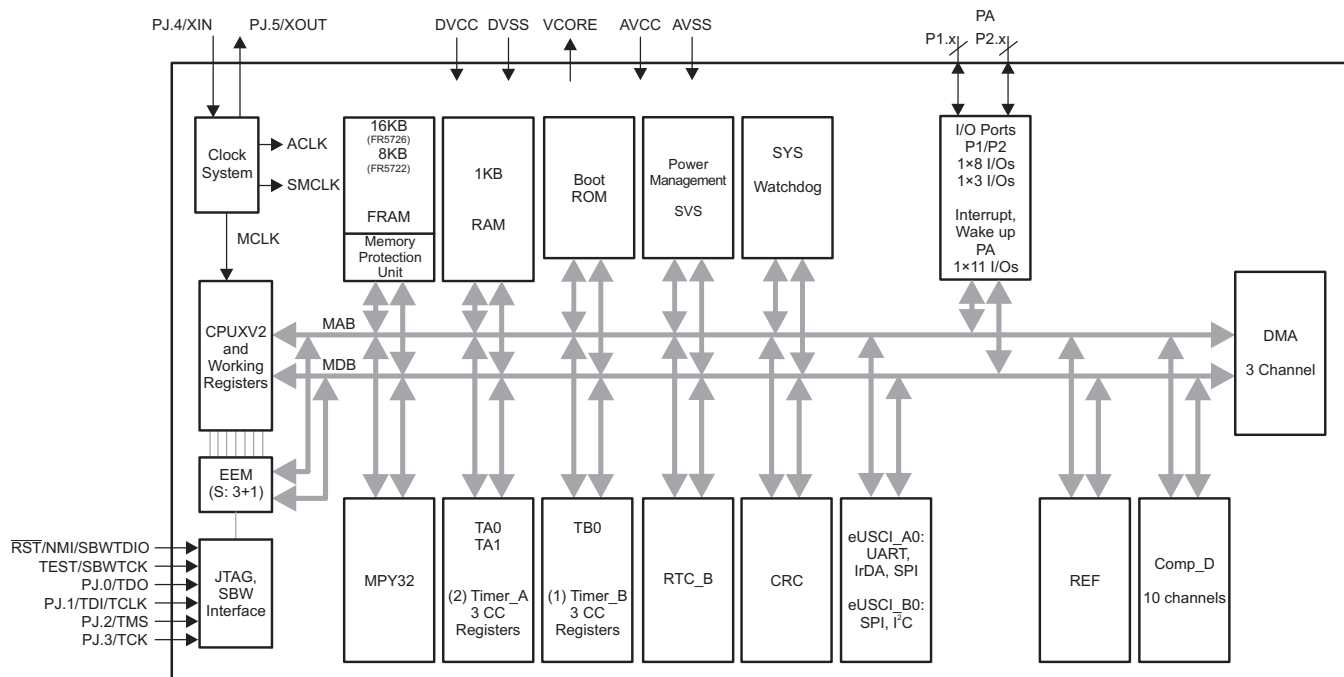 PJ.4/XIN
PJ.5/XOUT
DVCC
DVSS
VCORE
AVCC
AVSS
PA
P1.x
P2.x
Clock
System
ACLK
SMCLK
MCLK
16KB
(FR5726)
8KB
(FR5722)
FRAM
Memory
Protection
Unit
1KB
RAM
Boot
ROM
Power
Management
SVS
SYS
Watchdog
I/O Ports
P1/P2
1×8 I/Os
1×3 I/Os
Interrupt,
Wake up
PA
1×11 I/Os
CPUXV2
and
Working
Registers
MAB
MDB
DMA
3 Channel
EEM
(S: 3+1)
RST/NMI/SBWTDIO
TEST/SBWTCK
PJ.0/TDO
PJ.1/TDI/TCLK
PJ.2/TMS
PJ.3/TCK
JTAG,
SBW
Interface
MPY32
TA0
TA1
(2) Timer_A
3 CC
Registers
TB0
(1) Timer_B
3 CC
Registers
RTC_B
CRC
eUSCI_A0:
UART,
IrDA, SPI
eUSCI_B0:
SPI, I²C
REF
Comp_D
10 channels